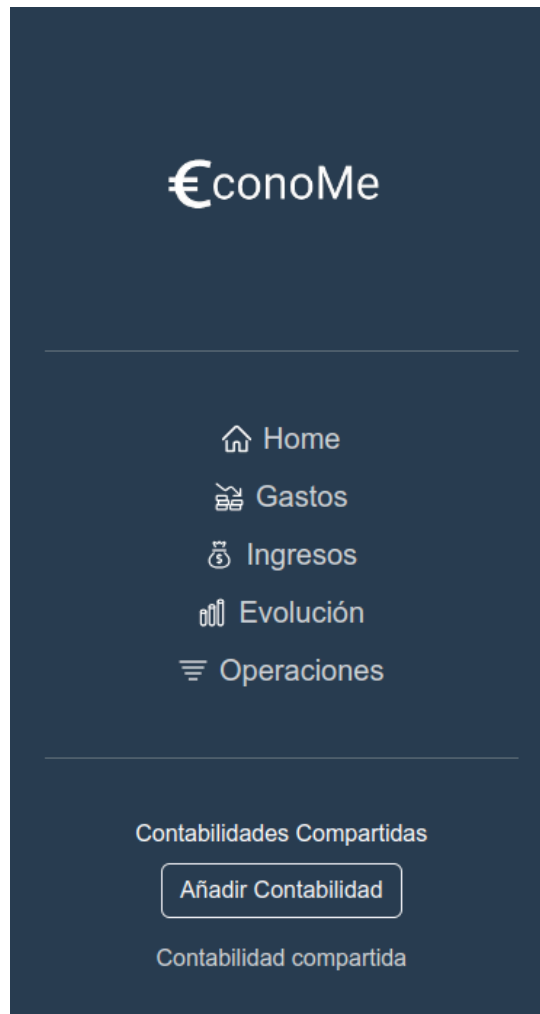 €conoMe
Home
Gastos
Ingresos
Evolución
Operaciones
Contabilidades Compartidas
Añadir Contabilidad
Contabilidad compartida